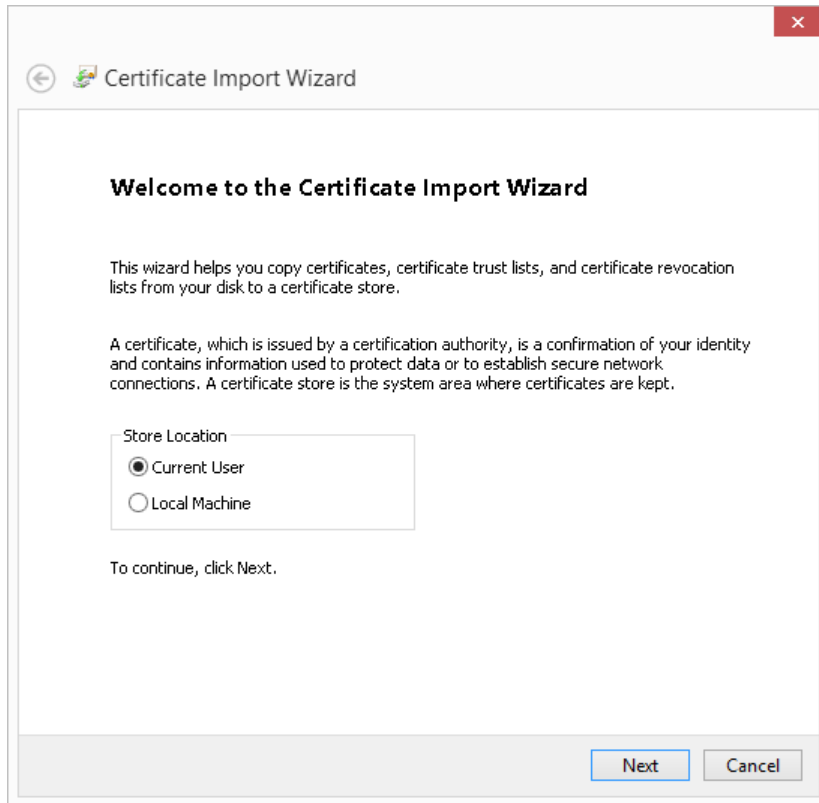 Certificate Import Wizard
Welcome to the Certificate Import Wizard
This wizard helps you copy certificates, certificate trust lists, and certificate revocation
lists from your disk to a certificate store.
A certificate, which is issued by a certification authority, is a confirmation of your identity
and contains information used to protect data or to establish secure network
connections. A certificate store is the system area where certificates are kept.
Store Location
Current User
Local Machine
To continue, click Next.
Next Cancel